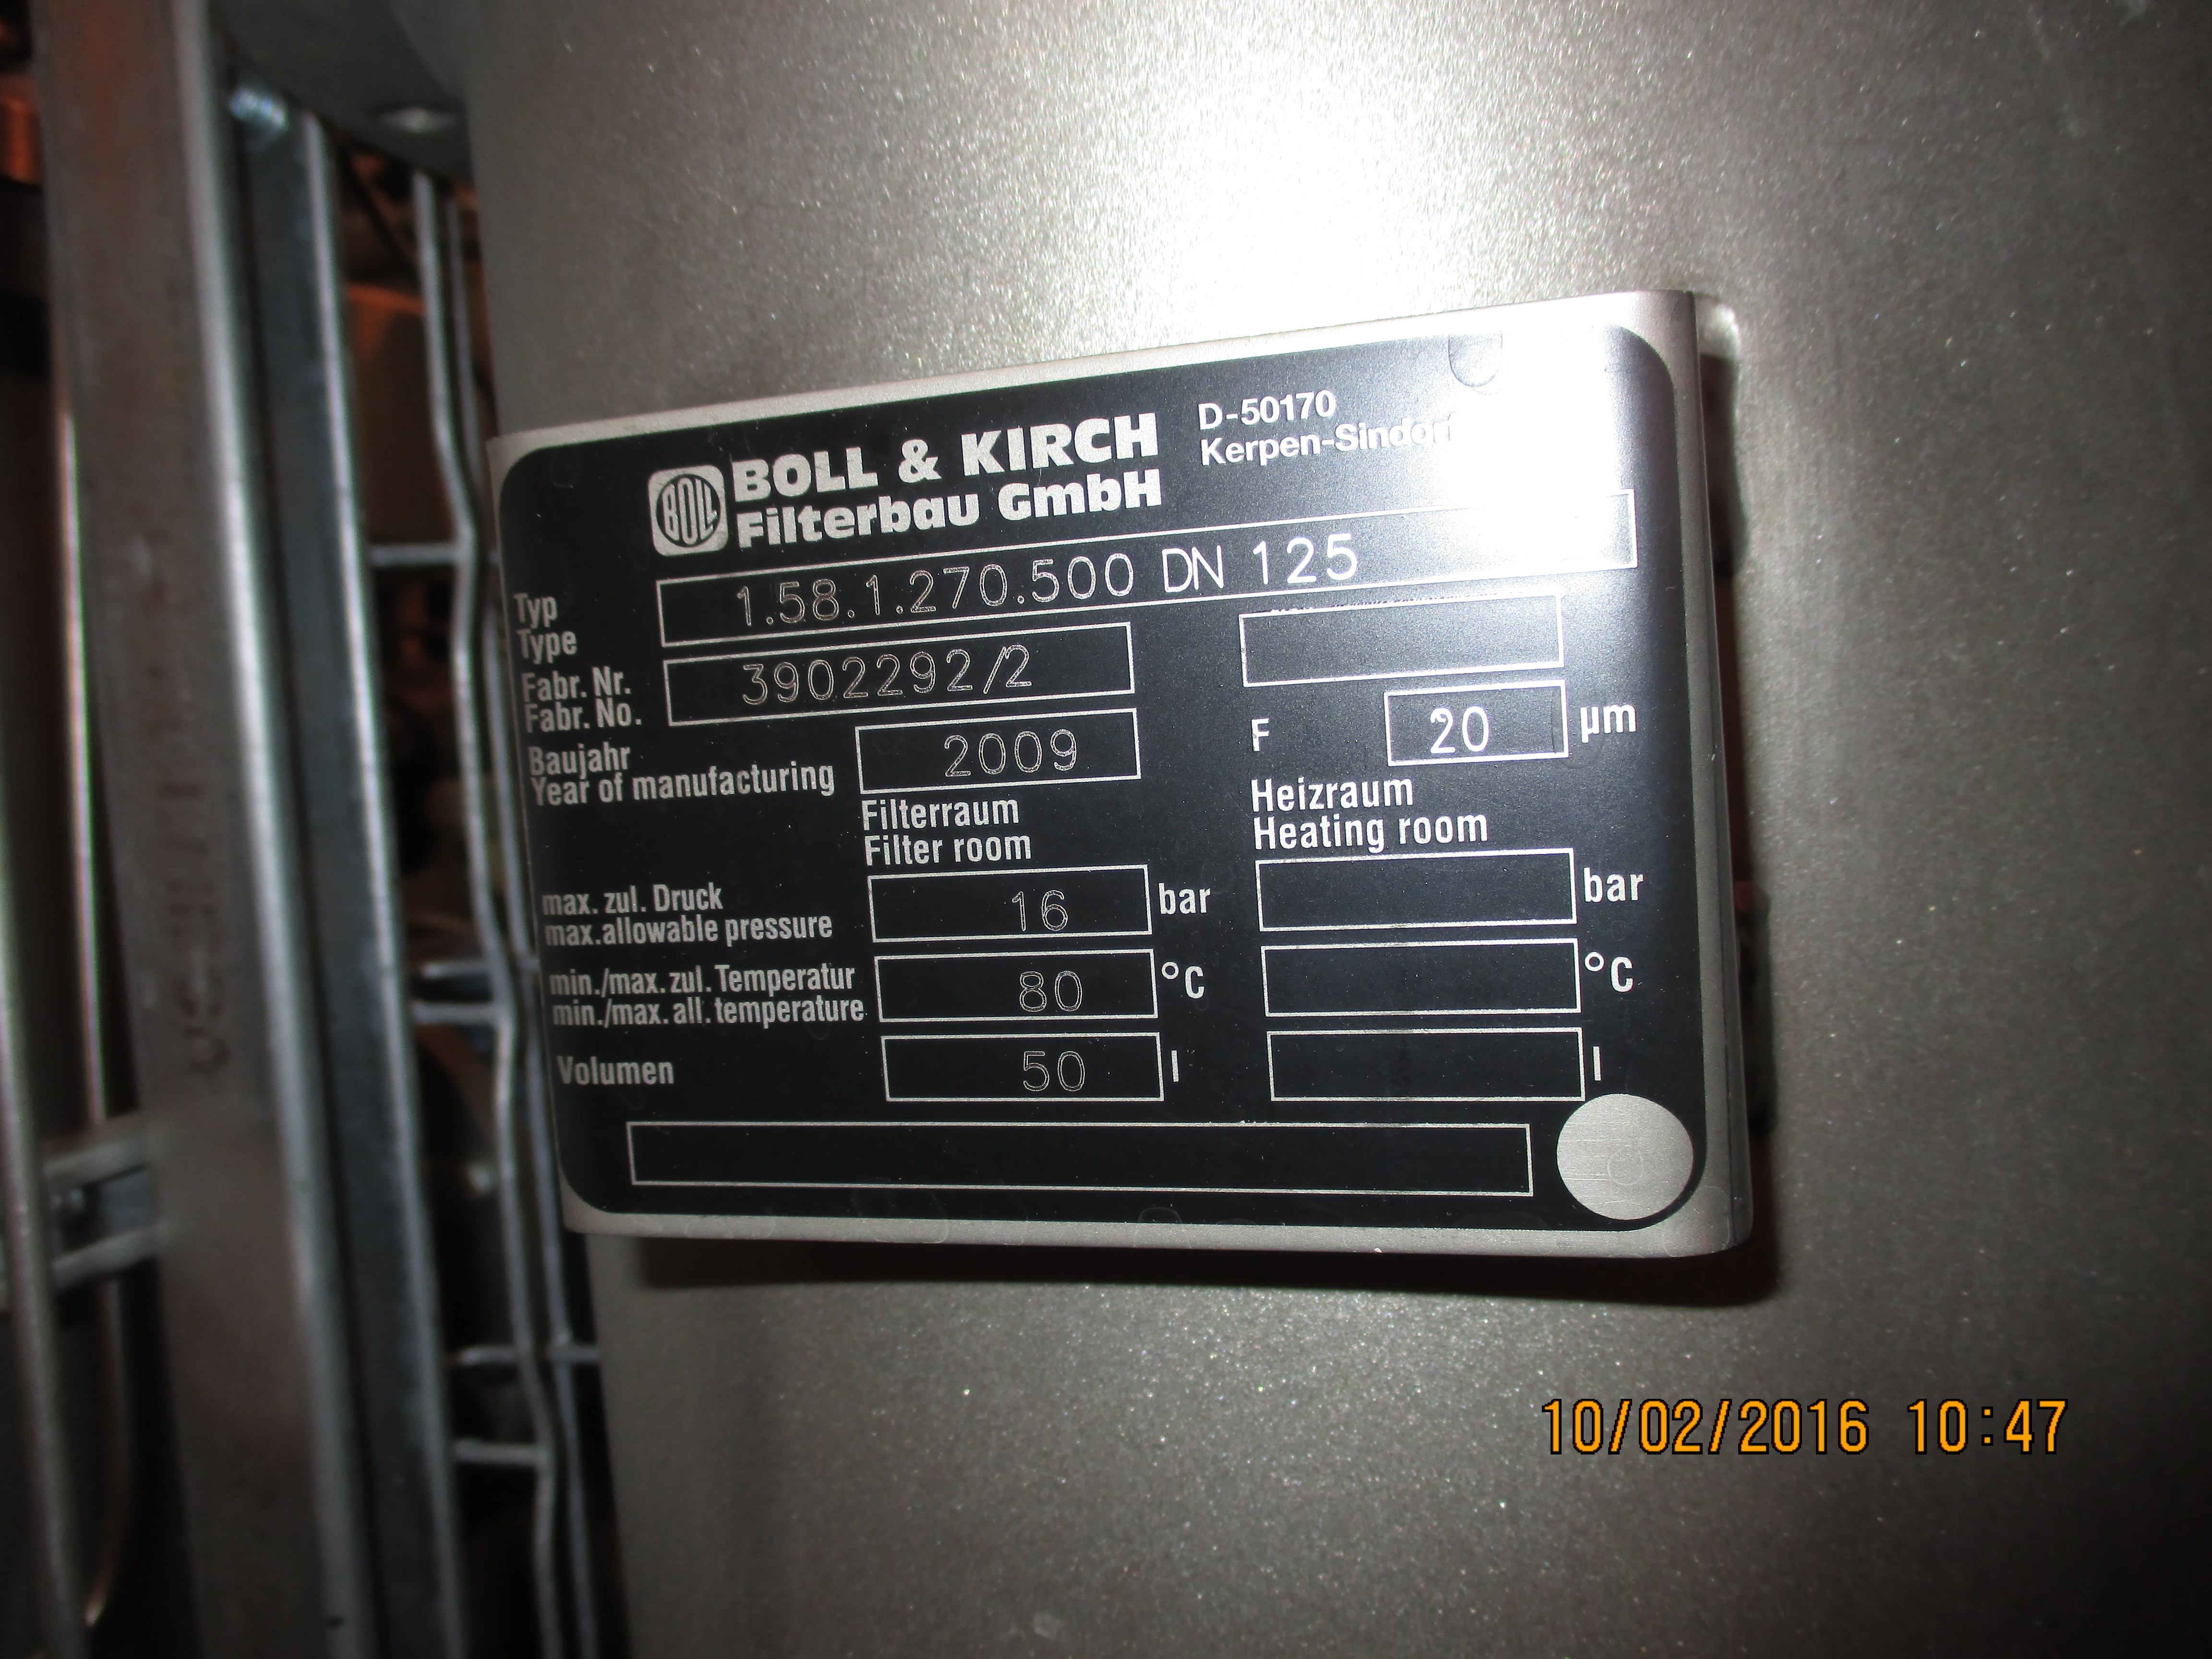 BOLL
BOLL & KIRCH
Filterbau GmbH
D-50170
Kerpen-Sindorf
Typ
Type
1.58.1.270.500 DN 125
Fabr. Nr.
Fabr. No.
3902292/2
Baujahr
Year of manufacturing
2009
F 20 µm
Filterraum
Filter room
Heizraum
Heating room
max. zul. Druck
max.allowable pressure
16 bar
bar
min./max. zul. Temperatur
min./max. all. temperature
80 °C
°C
Volumen
50 l
l
10/02/2016 10:47